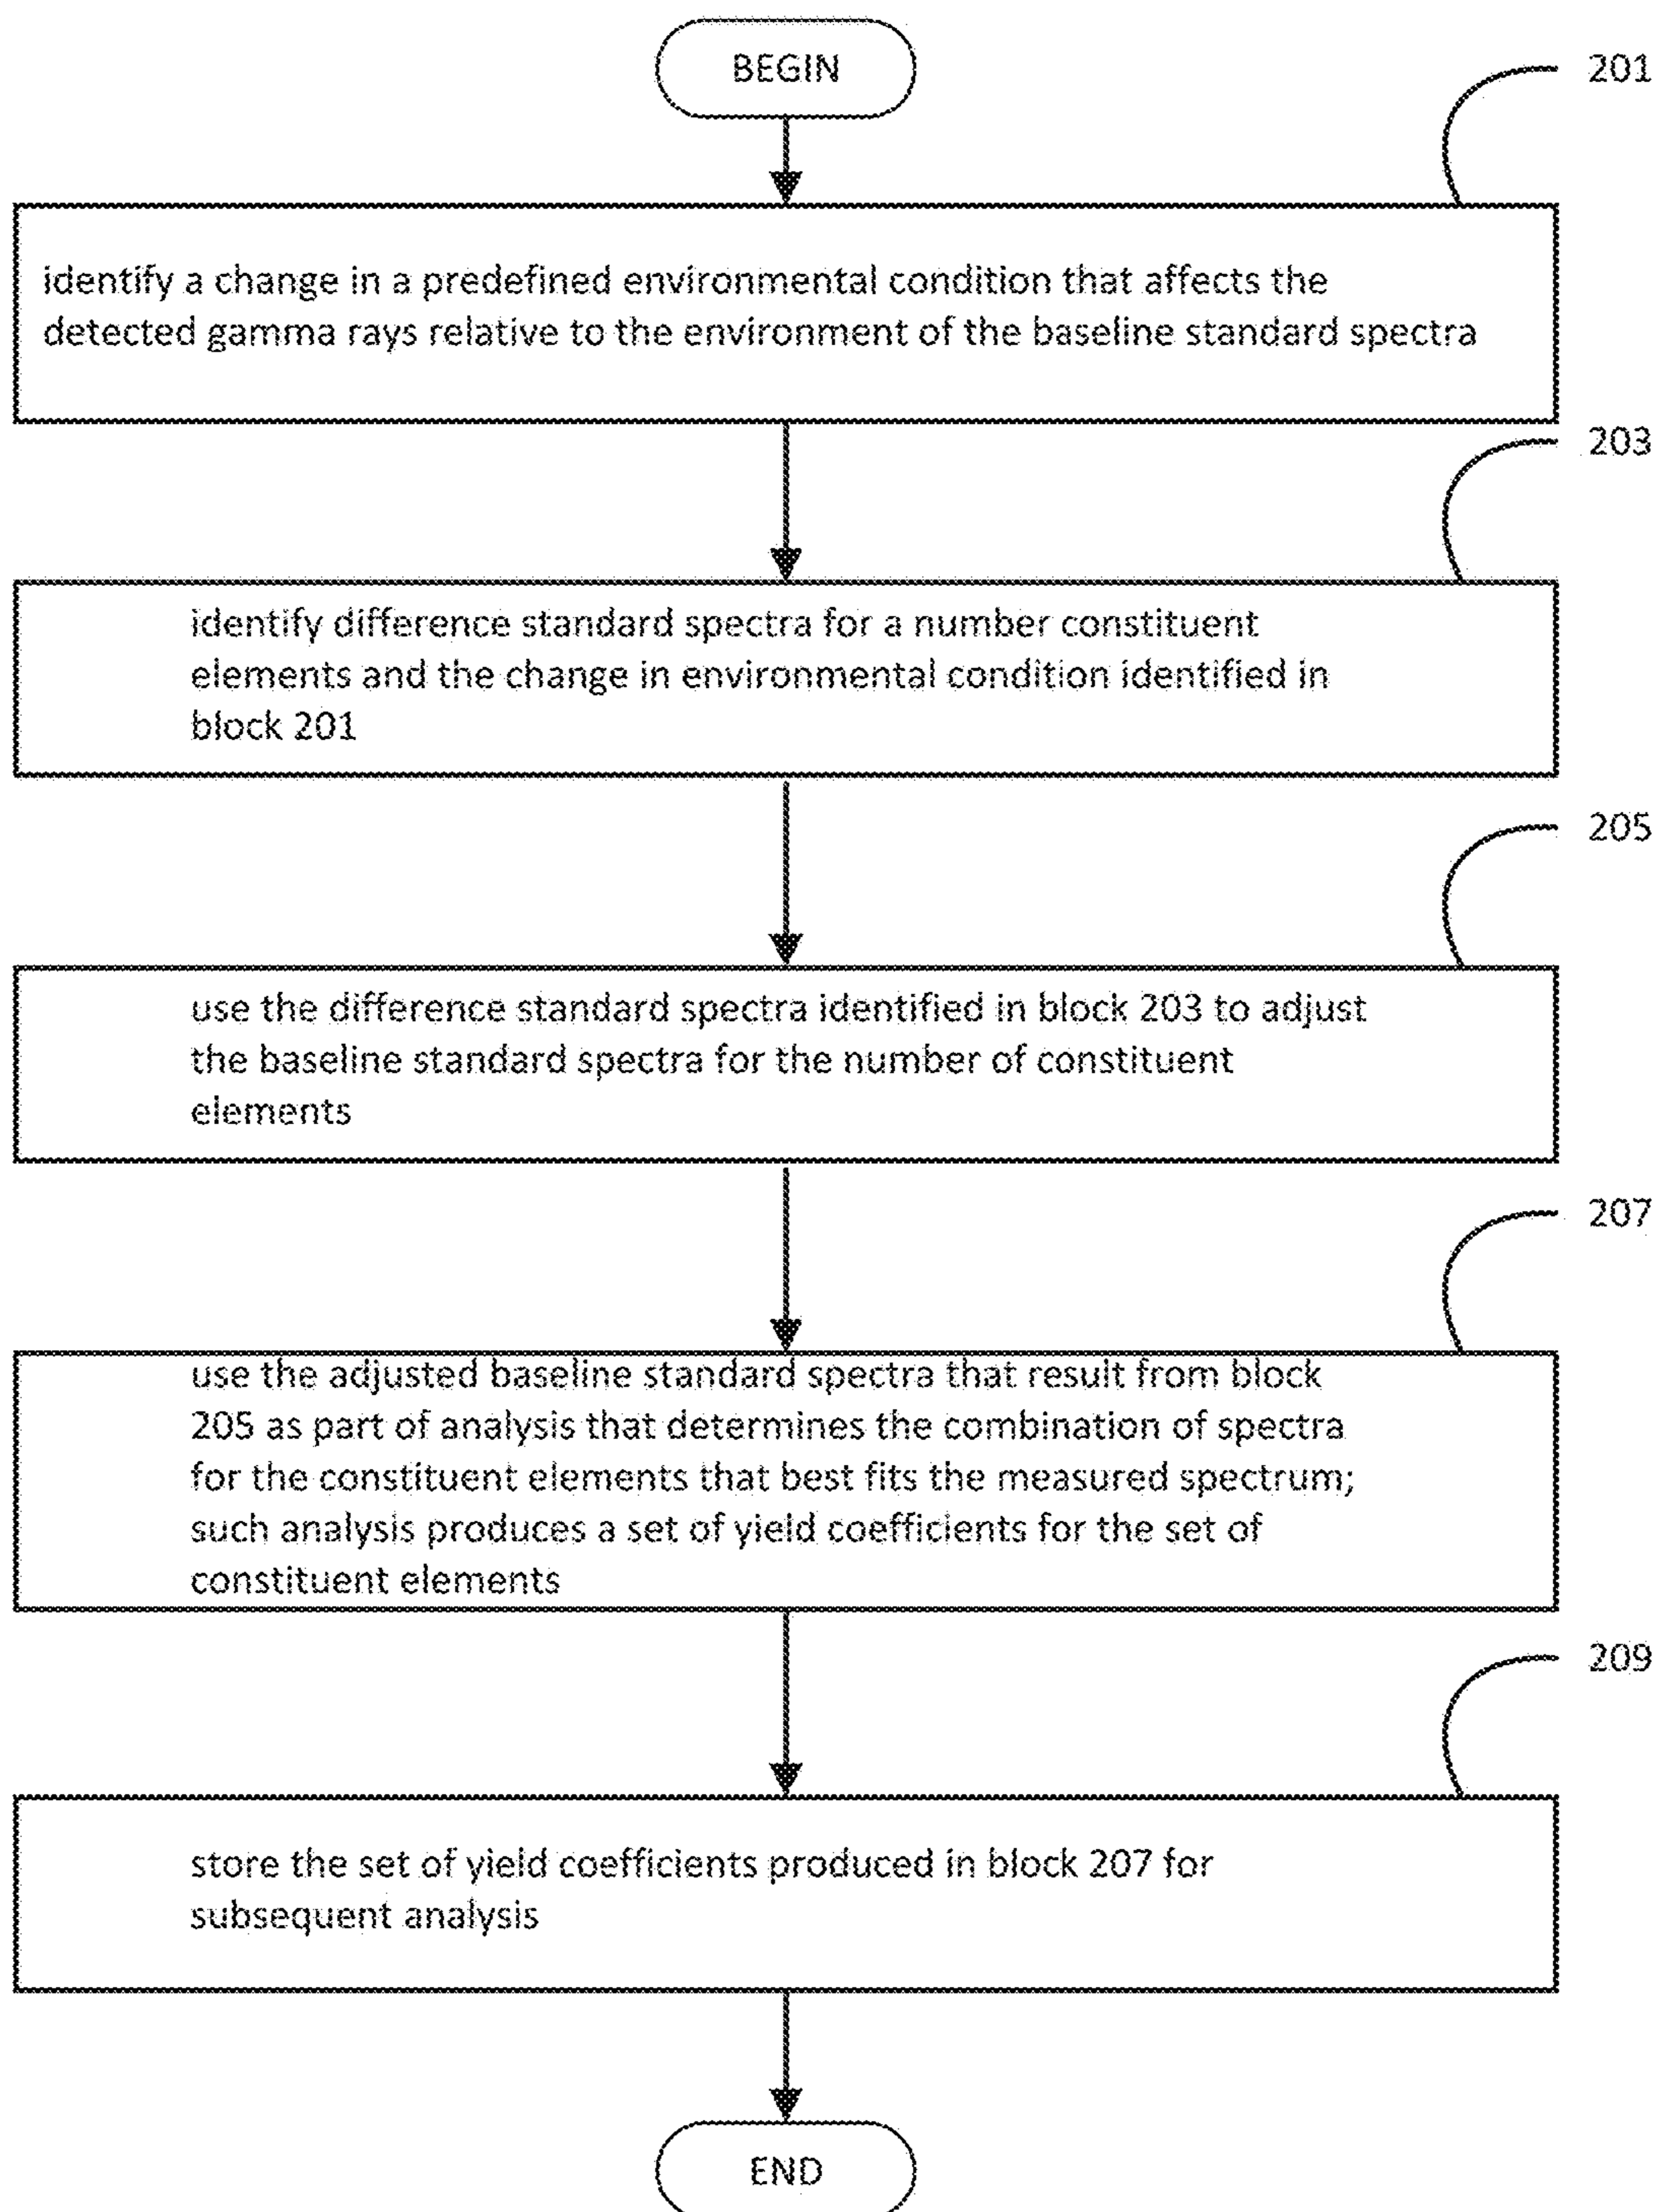 BEGIN
201
identify a change in a predefined environmental condition that affects the
detected gamma rays relative to the environment of the baseline standard spectra
203
identify difference standard spectra for a number constituent
elements and the change in environmental condition identified in
block 201
205
use the difference standard spectra identified in block 203 to adjust
the baseline standard spectra for the number of constituent
elements
207
use the adjusted baseline standard spectra that result from block
205 as part of analysis that determines the combination of spectra
for the constituent elements that best fits the measured spectrum;
such analysis produces a set of yield coefficients for the set of
constituent elements
209
store the set of yield coefficients produced in block 207 for
subsequent analysis
END